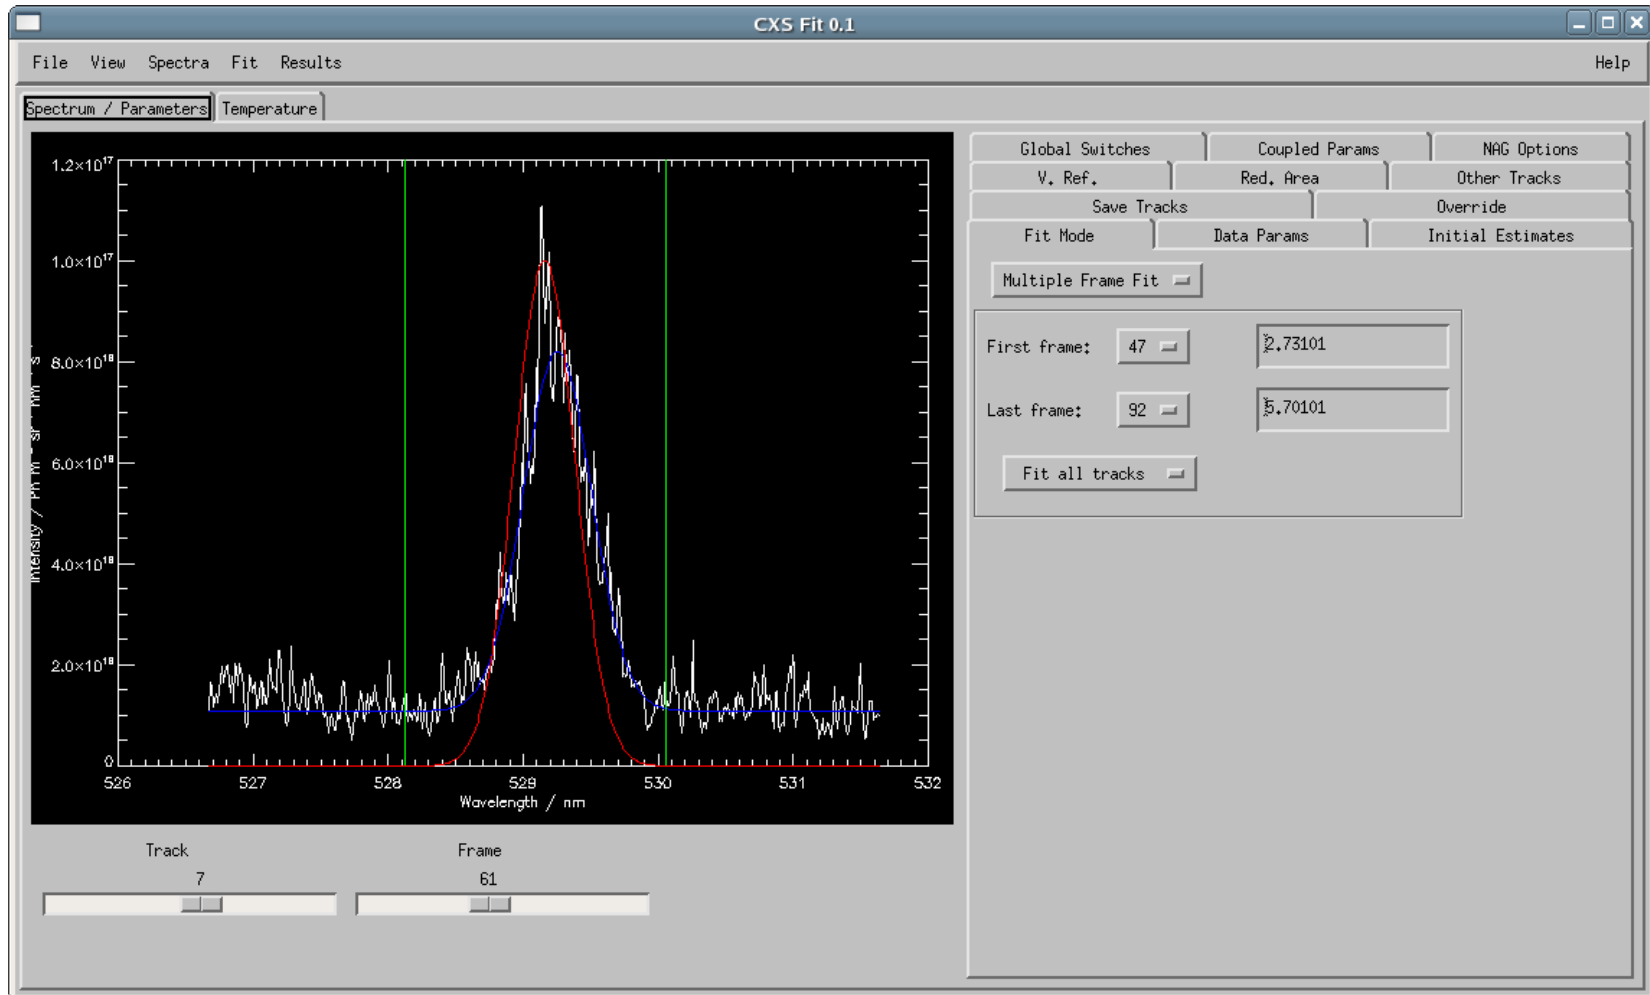 CXS Fit 0.1
File View Spectra Fit Results Help
Spectrum / Parameters Temperature
Global Switches Coupled Params NAG Options
V. Ref. Red. Area Other Tracks
Save Tracks Override
Fit Mode Data Params Initial Estimates
Multiple Frame Fit
First frame: 47 2.73101
Last frame: 92 5.70101
Fit all tracks
1.2×10¹⁷
1.0×10¹⁷
8.0×10¹⁶
6.0×10¹⁶
4.0×10¹⁶
2.0×10¹⁶
0
Intensity /
526 527 528 529 530 531 532
Wavelength / nm
Track Frame
7 61